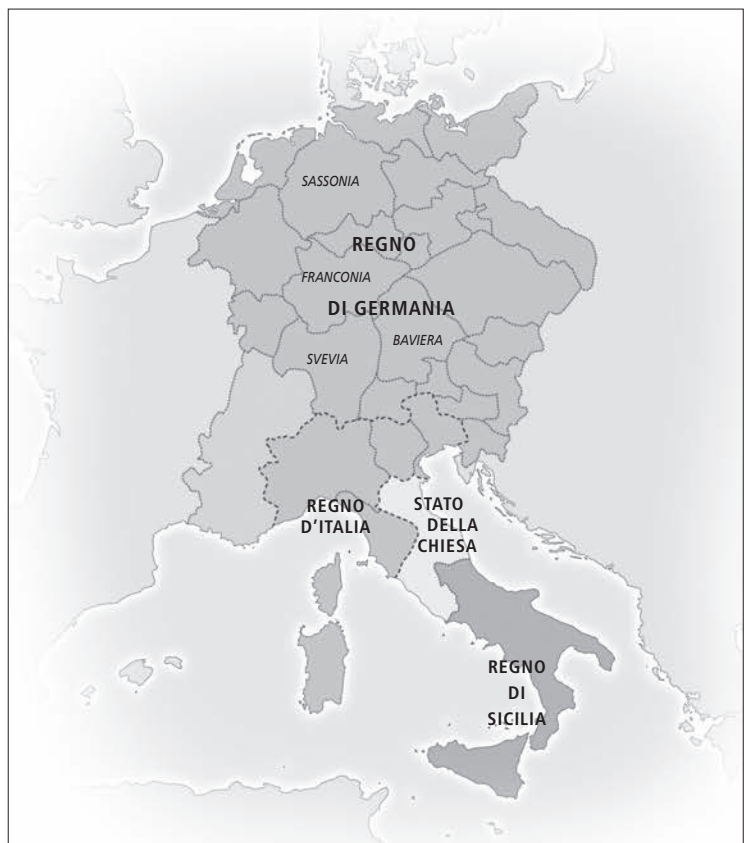 SASSONIA
REGNO
FRANCONIA
DI GERMANIA
BAVIERA
SVEVIA
REGNO
D'ITALIA
STATO
DELLA
CHIESA
REGNO
DI
SICILIA